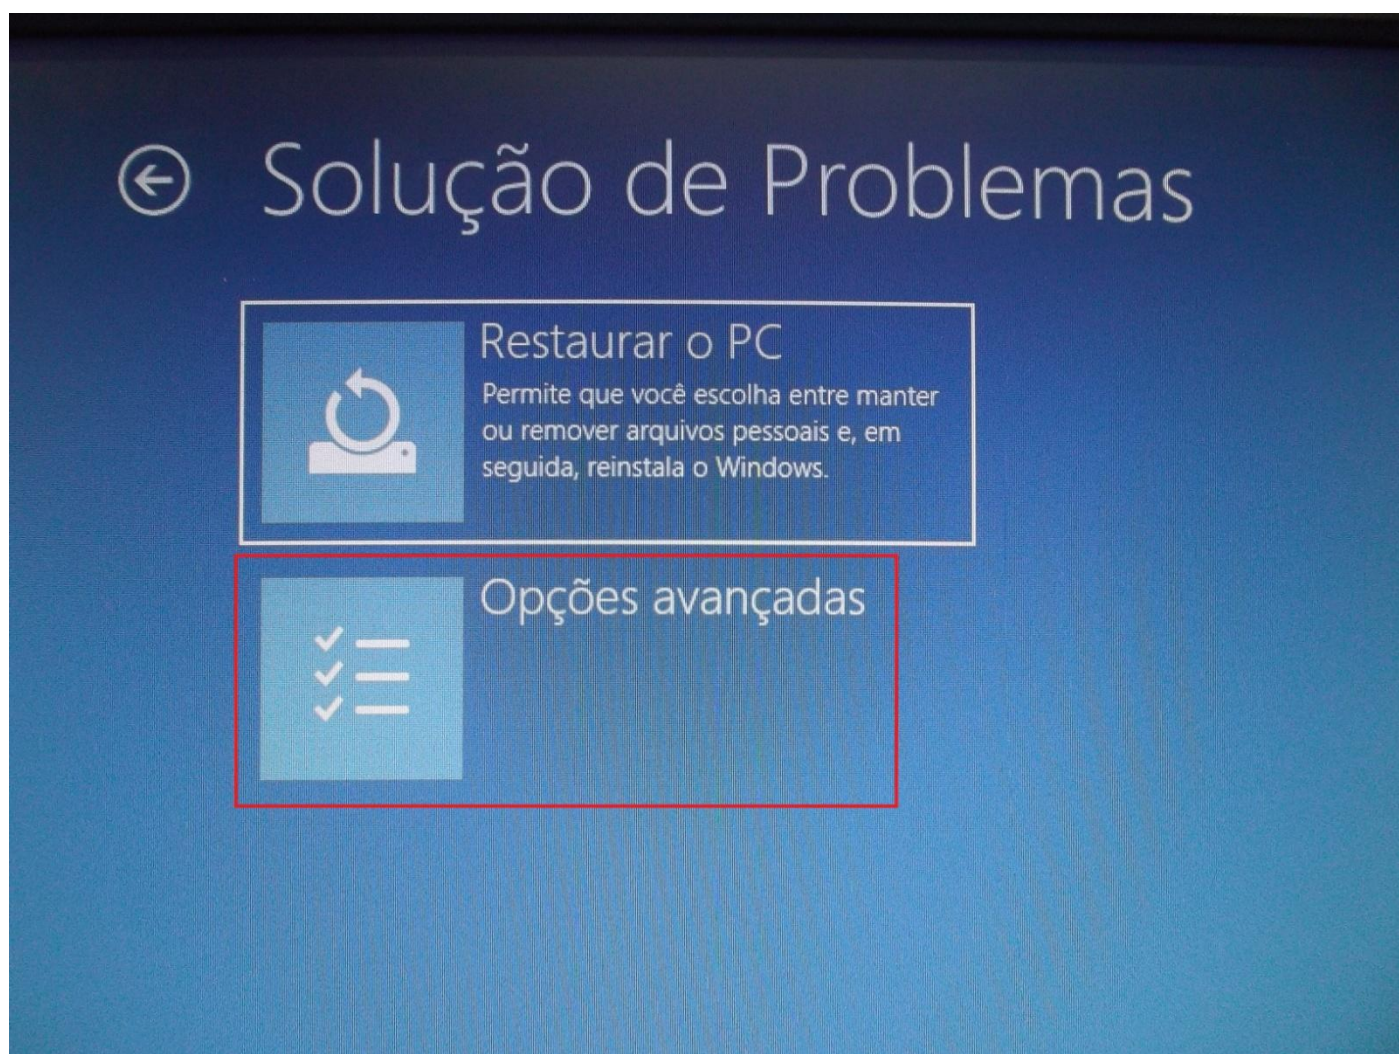 Solução de Problemas
Restaurar o PC
Permite que você escolha entre manter
ou remover arquivos pessoais e, em
seguida, reinstala o Windows.
Opções avançadas